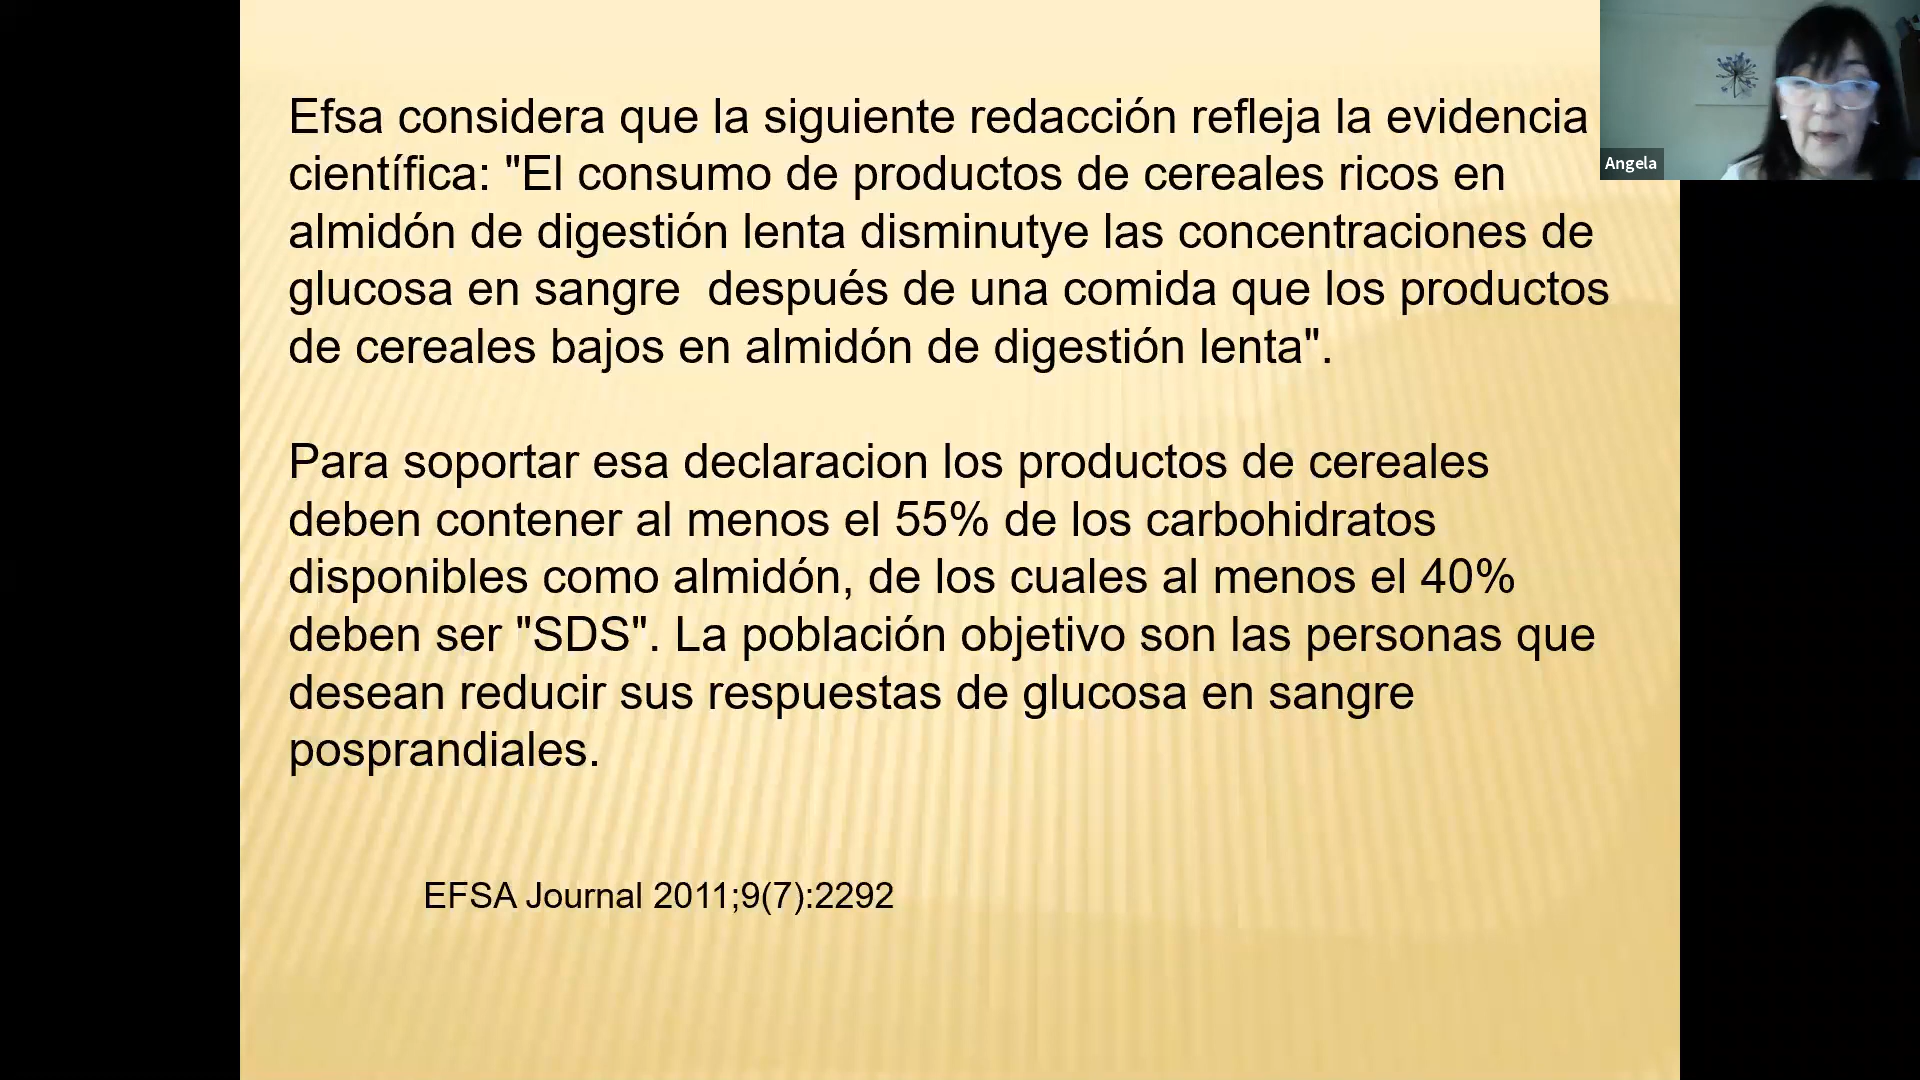 Efsa considera que la siguiente redacción refleja la evidencia
científica: "El consumo de productos de cereales ricos en
almidón de digestión lenta disminutye las concentraciones de
glucosa en sangre  después de una comida que los productos
de cereales bajos en almidón de digestión lenta".
Para soportar esa declaracion los productos de cereales
deben contener al menos el 55% de los carbohidratos
disponibles como almidón, de los cuales al menos el 40%
deben ser "SDS". La población objetivo son las personas que
desean reducir sus respuestas de glucosa en sangre
posprandiales.
EFSA Journal 2011;9(7):2292
Angela